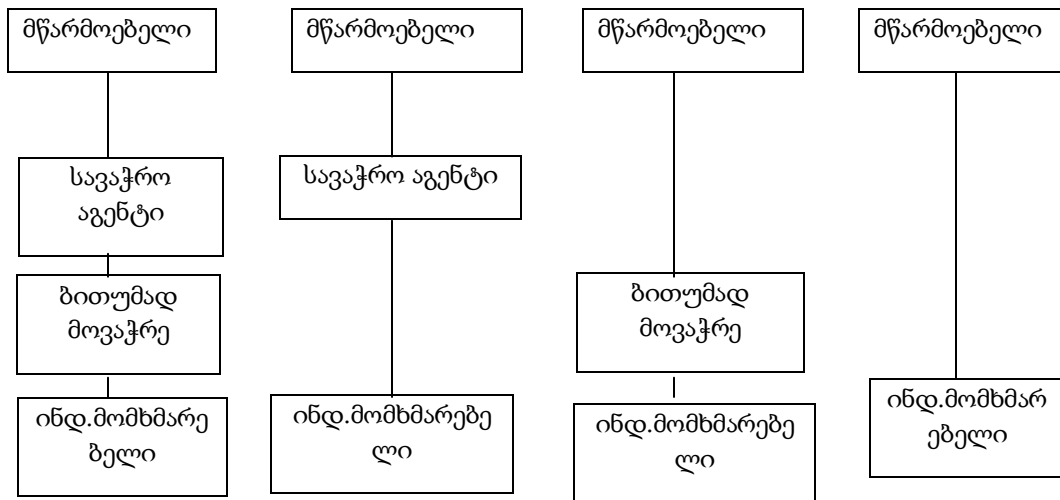 მწარმოებელი
მწარმოებელი
მწარმოებელი
მწარმოებელი
სავაჭრო
აგენტი
სავაჭრო აგენტი
ბითუმად
მოვაჭრე
ბითუმად
მოვაჭრე
ინდ.მომხმარე
ბელი
ინდ.მომხმარებე
ლი
ინდ.მომხმარებე
ლი
ინდ.მომხმარ
ებელი